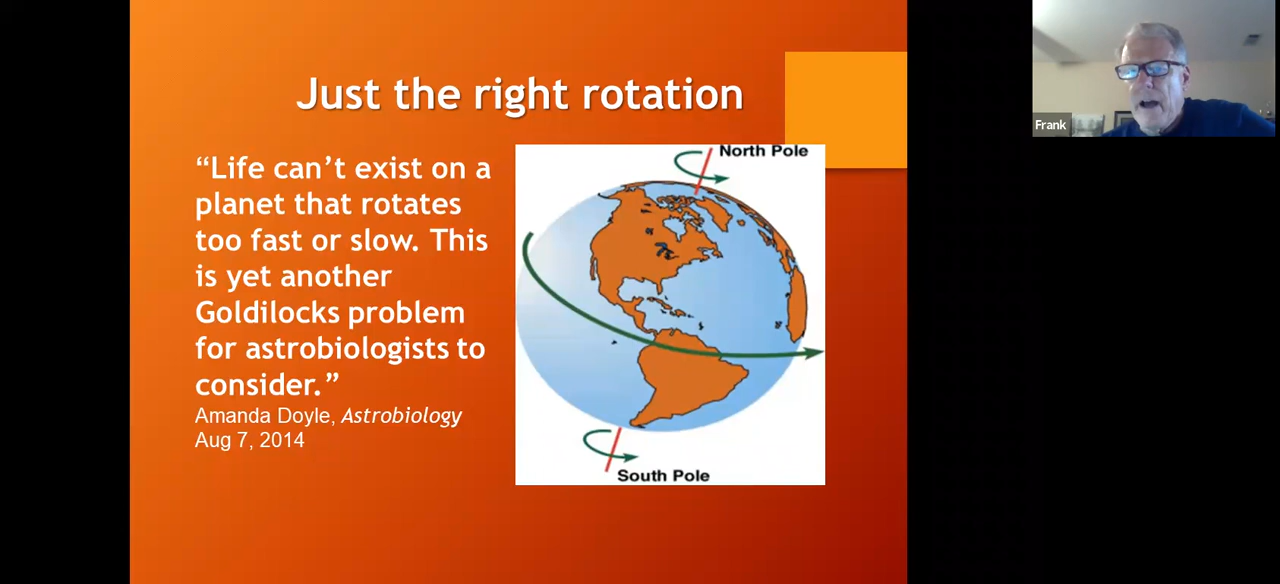 Just the right rotation
“Life can’t exist on a
planet that rotates
too fast or slow. This
is yet another
Goldilocks problem
for astrobiologists to
consider.”
Amanda Doyle, Astrobiology
Aug 7, 2014
North Pole
South Pole
Frank